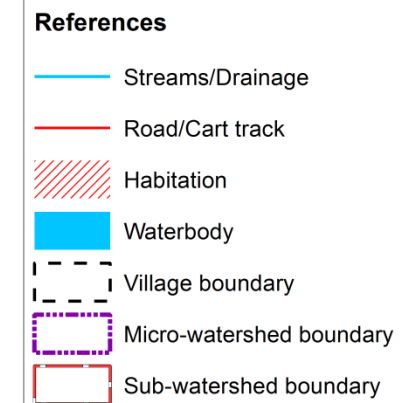 References
Streams/Drainage
Road/Cart track
Habitation
Waterbody
Village boundary
Micro-watershed boundary
Sub-watershed boundary